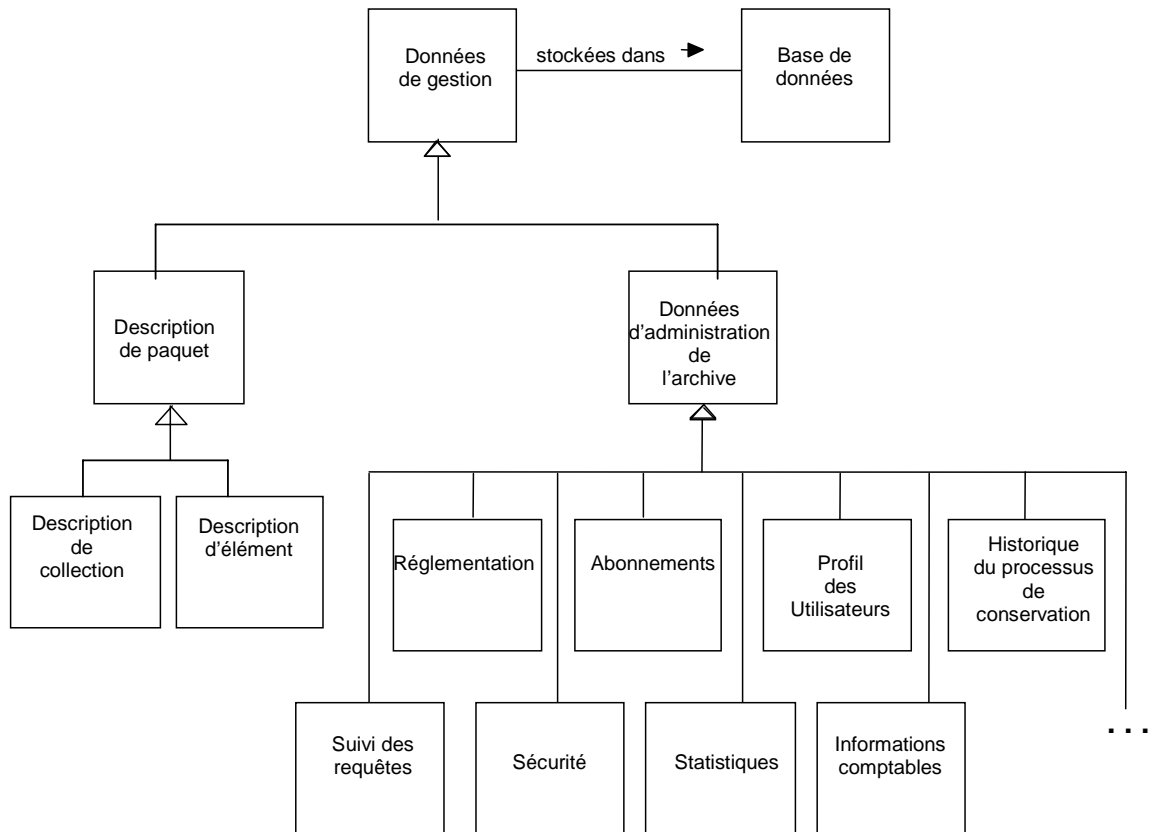 Données
de gestion
stockées dans
Base de
données
Description
de paquet
Données
d'administration
de
l'archive
Description
de
collection
Description
d'élément
Réglementation
Abonnements
Profil
des
Utilisateurs
Historique
du processus
de
conservation
Suivi des
requêtes
Sécurité
Statistiques
Informations
comptables
. . .